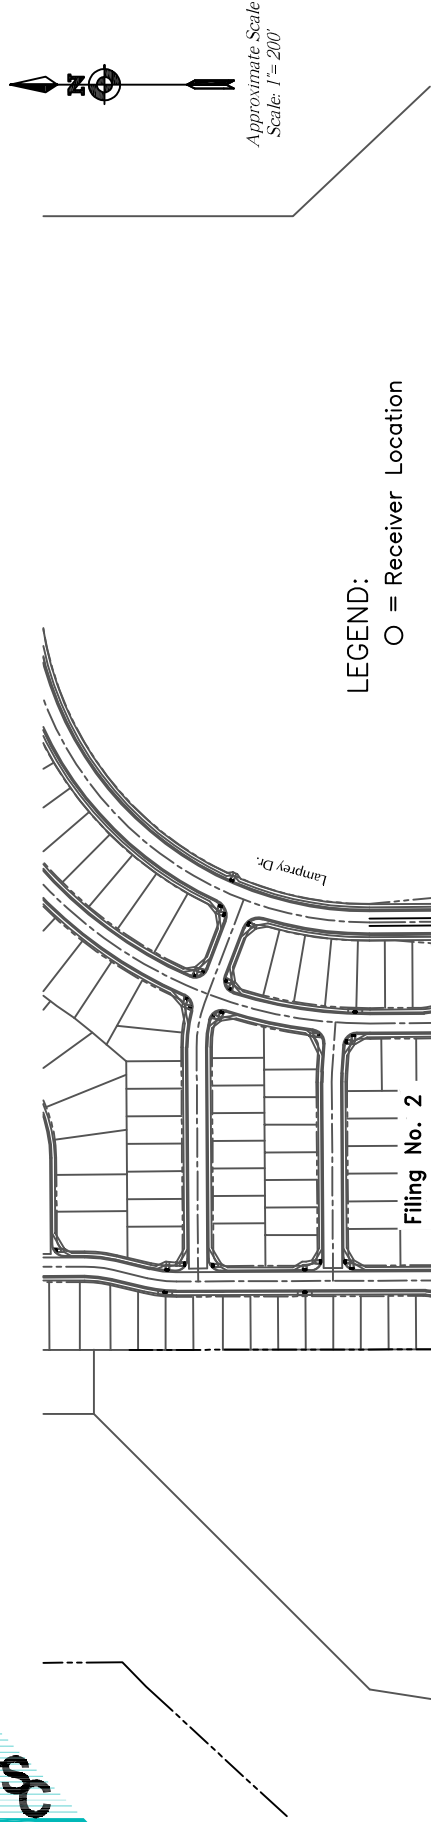 N
Approximate Scale
Scale: 1"= 200'
LEGEND:
O = Receiver Location
Lamprey Dr.
Filing No. 2
SC